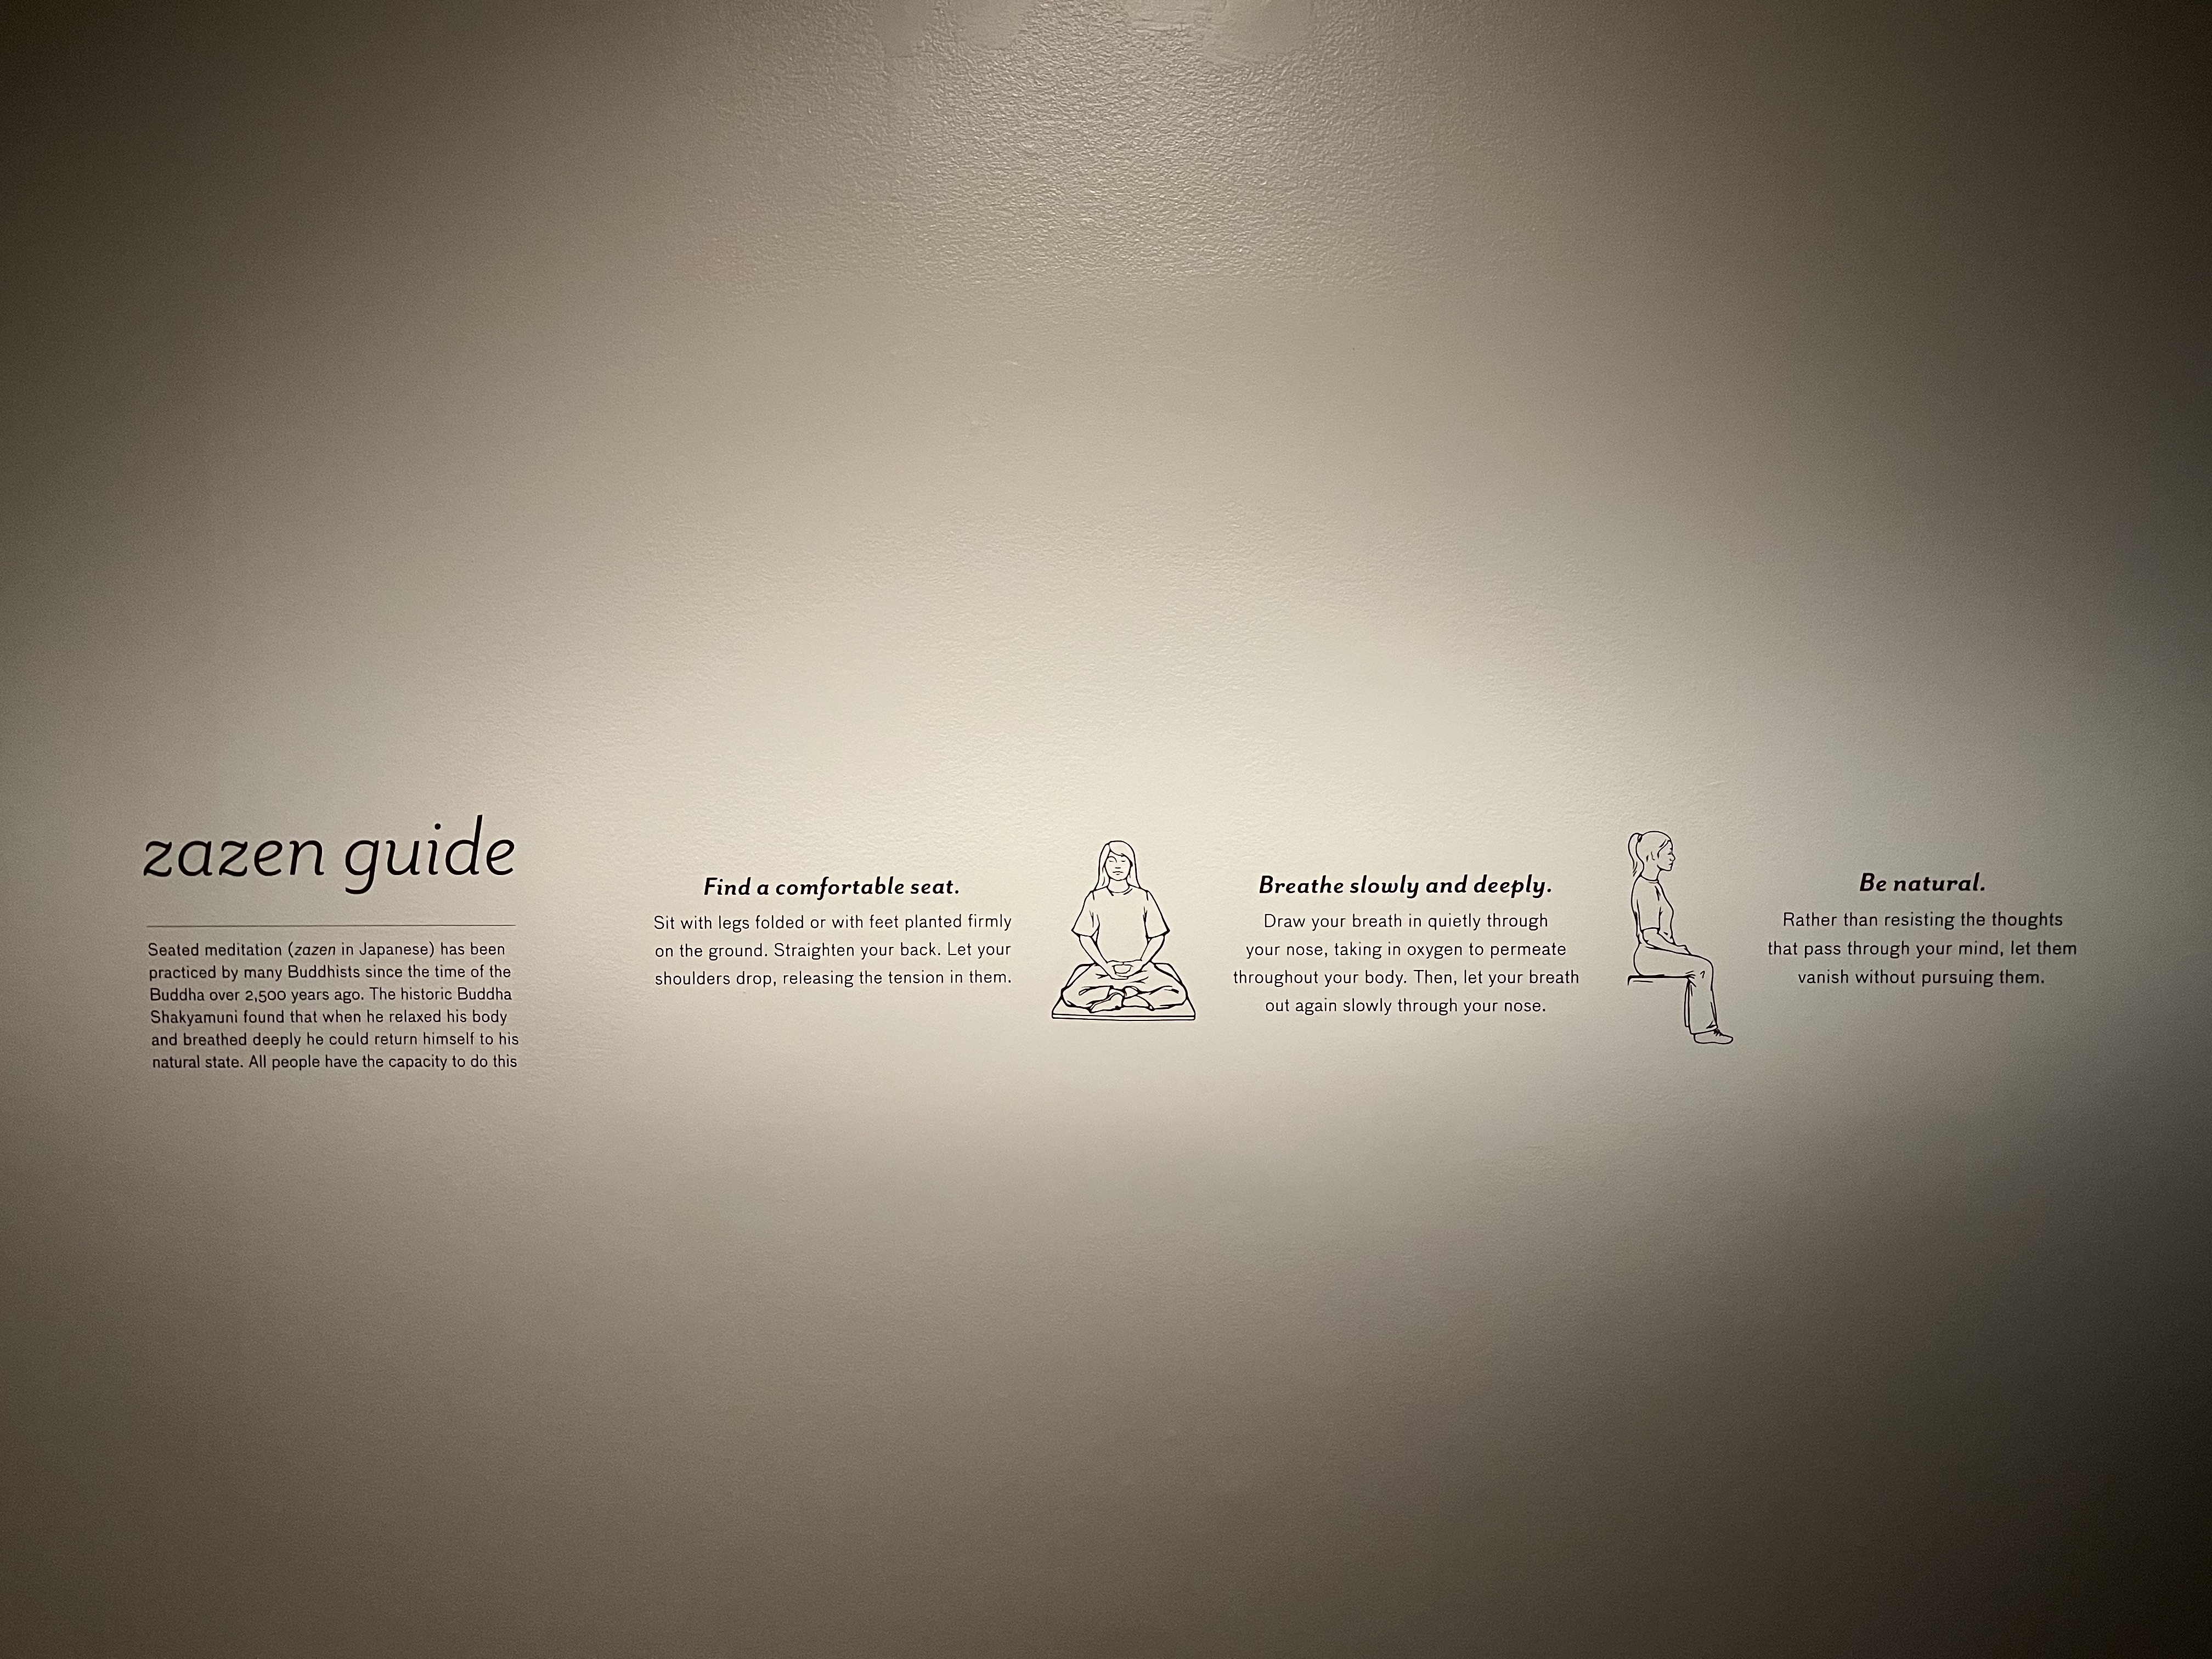 zazen guide
Seated meditation (zazen in Japanese) has been
practiced by many Buddhists since the time of the
Buddha over 2,500 years ago. The historic Buddha
Shakyamuni found that when he relaxed his body
and breathed deeply he could return himself to his
natural state. All people have the capacity to do this
Find a comfortable seat.
Sit with legs folded or with feet planted firmly
on the ground. Straighten your back. Let your
shoulders drop, releasing the tension in them.
Breathe slowly and deeply.
Draw your breath in quietly through
your nose, taking in oxygen to permeate
throughout your body. Then, let your breath
out again slowly through your nose.
Be natural.
Rather than resisting the thoughts
that pass through your mind, let them
vanish without pursuing them.